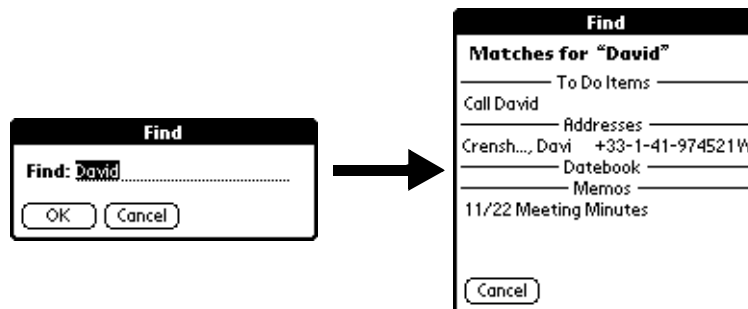 Find
Find: David
OK Cancel
Find
Matches for “David”
To Do Items
Call David
Addresses
Crensh..., Davi +33-1-41-974521W
Datebook
Memos
11/22 Meeting Minutes
Cancel